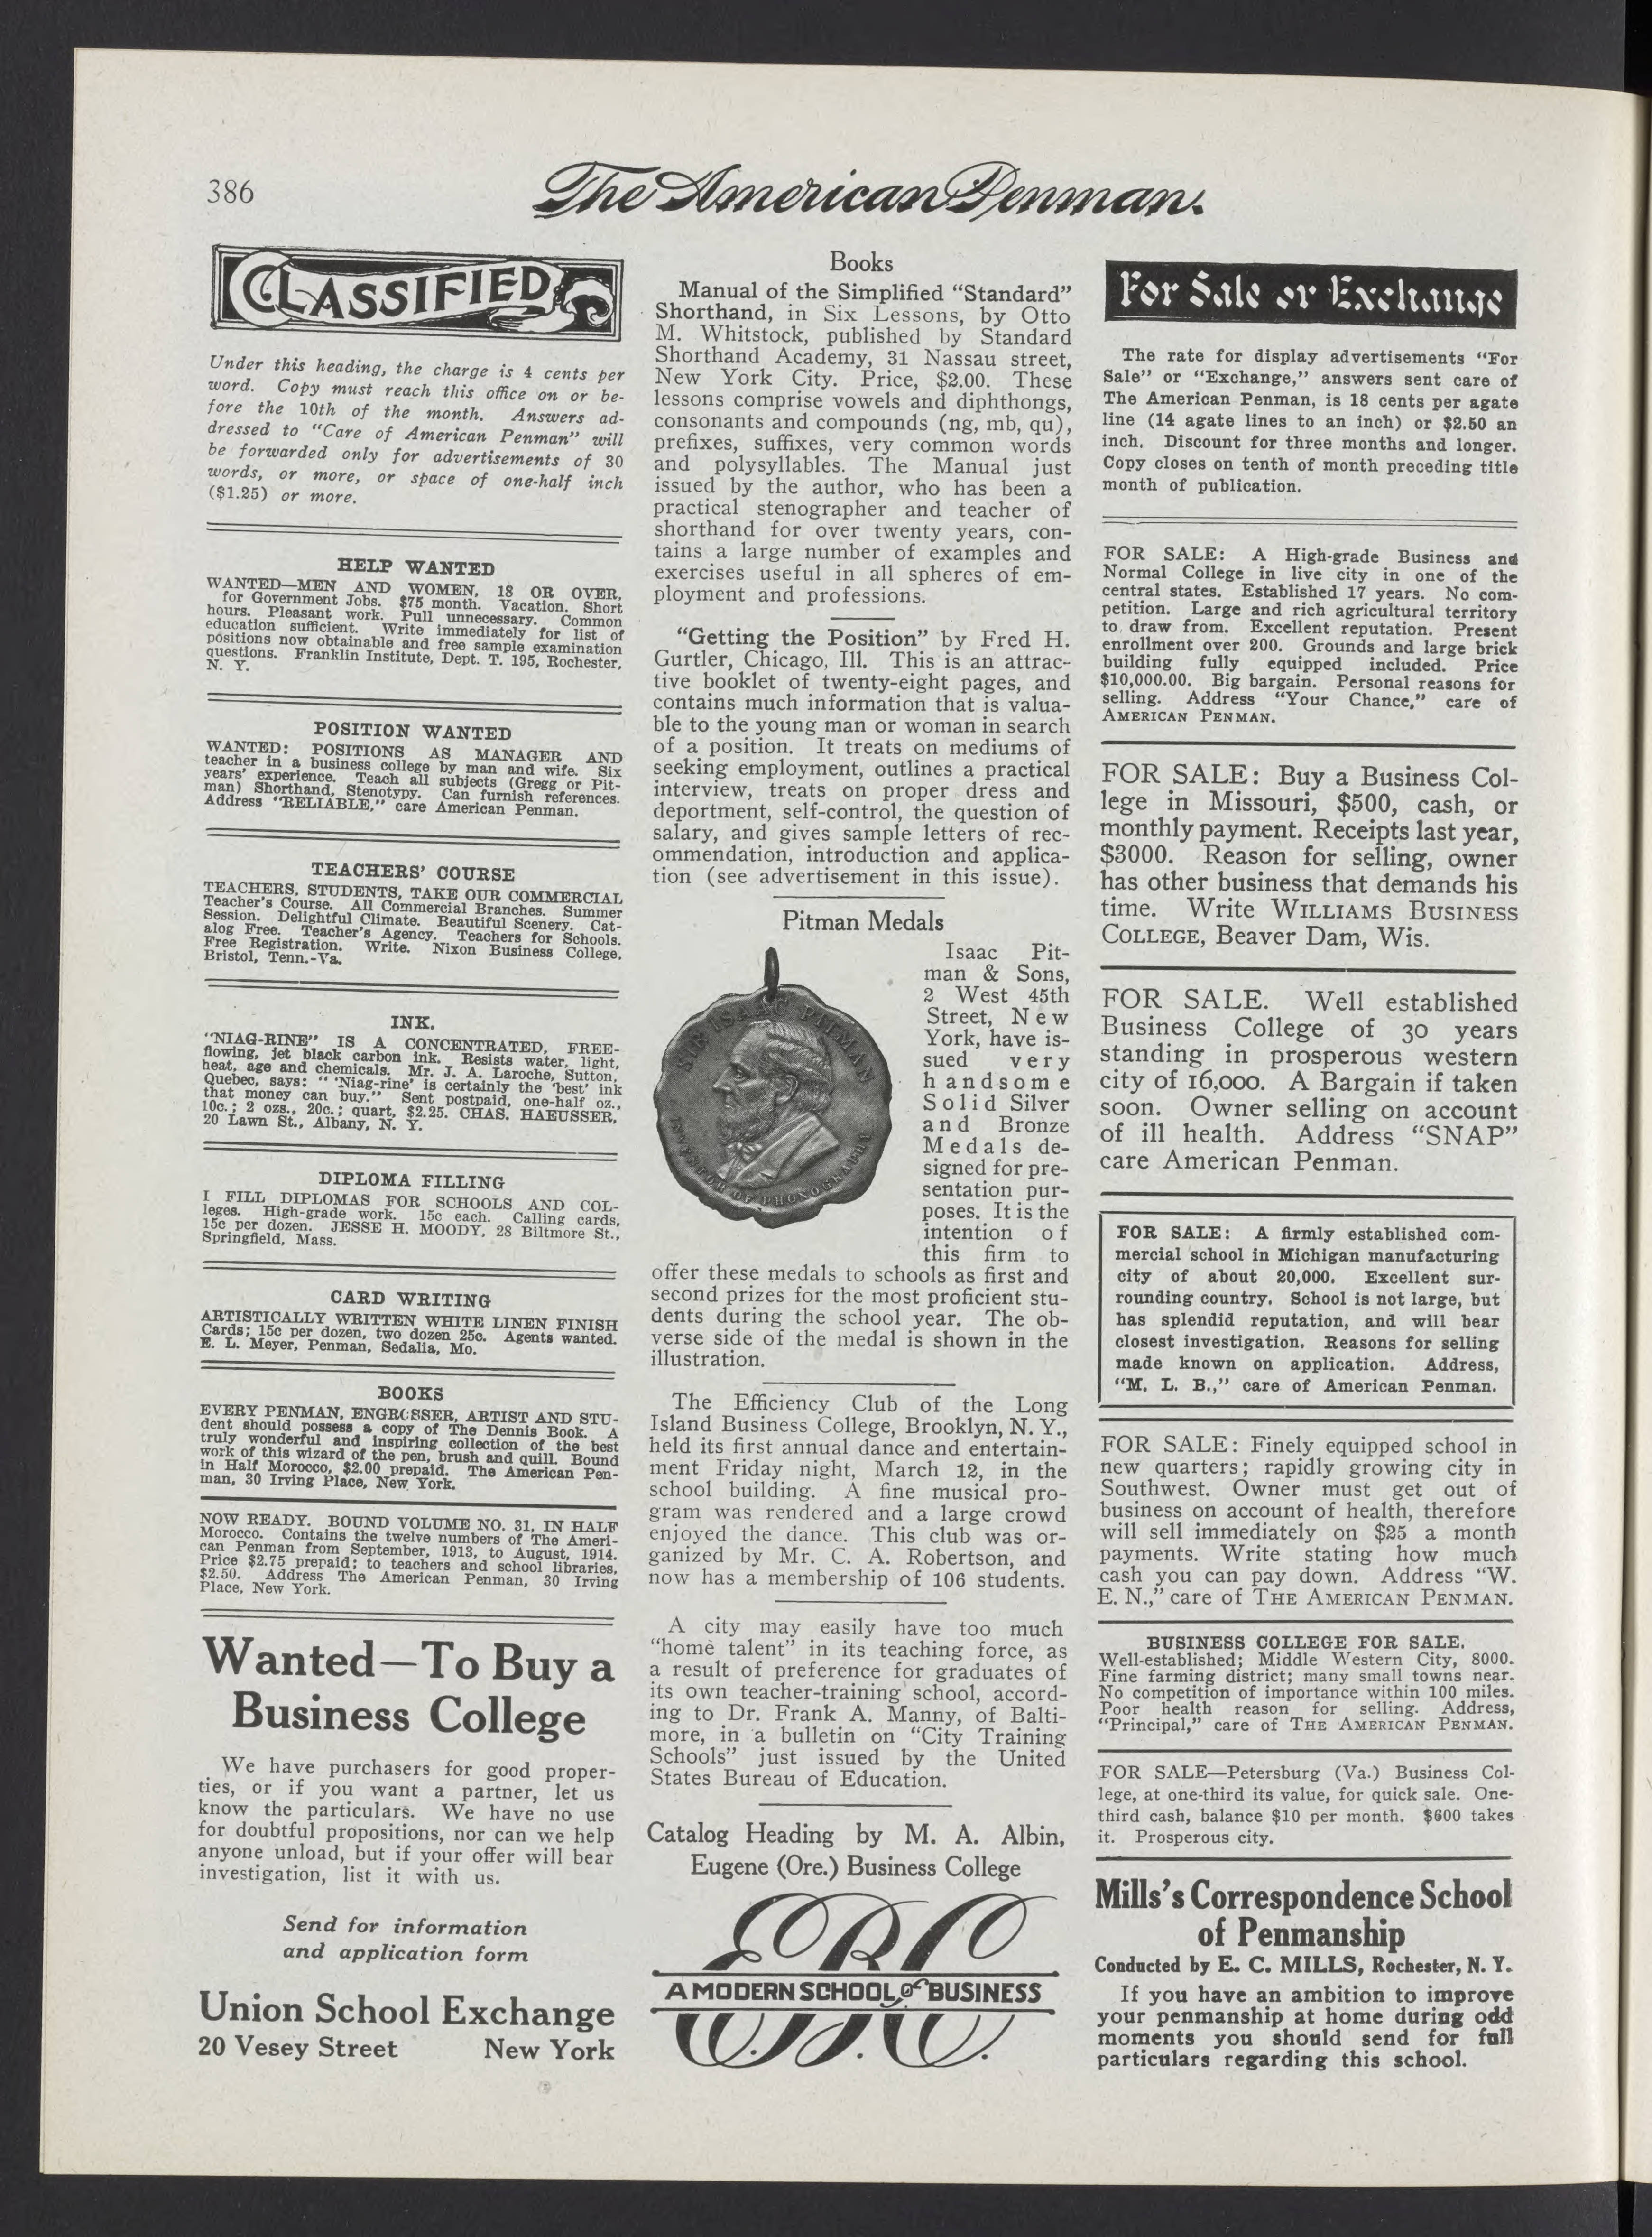 386
The American Penman.
CLASSIFIED
Under this heading, the charge is 4 cents per
word. Copy must reach this office on or be-
fore the 10th of the month. Answers ad-
dressed to "Care of American Penman" will
be forwarded only for advertisements of 30
words, or more, or space of one-half inch
($1.25) or more.
HELP WANTED
WANTED—MEN AND WOMEN, 18 OR OVER,
for Government Jobs. $75 month. Vacation. Short
hours. Pleasant work. Pull unnecessary. Common
education sufficient. Write immediately for list of
positions now obtainable and free sample examination
questions. Franklin Institute, Dept. T. 195, Rochester,
N. Y.
POSITION WANTED
WANTED: POSITIONS AS MANAGER AND
teacher in a business college by man and wife. Six
years' experience. Teach all subjects (Gregg or Pit-
man) Shorthand, Stenotypy. Can furnish references.
Address "RELIABLE," care American Penman.
TEACHERS' COURSE
TEACHERS, STUDENTS, TAKE OUR COMMERCIAL
Teacher's Course. All Commercial Branches. Summer
Session. Delightful Climate. Beautiful Scenery. Cat-
alog Free. Teacher's Agency. Teachers for Schools.
Free Registration. Write. Nixon Business College,
Bristol, Tenn.-Va.
INK.
"NIAG-RINE" IS A CONCENTRATED, FREE-
flowing, jet black carbon ink. Resists water, light,
heat, age and chemicals. Mr. J. A. Laroche, Sutton,
Quebec, says: " 'Niag-rine' is certainly the 'best' ink
that money can buy." Sent postpaid, one-half oz.,
10c.; 2 ozs., 20c.; quart, $2.25. CHAS. HAEUSSER,
20 Lawn St., Albany, N. Y.
DIPLOMA FILLING
I FILL DIPLOMAS FOR SCHOOLS AND COL-
leges. High-grade work. 15c each. Calling cards,
15c per dozen. JESSE H. MOODY, 28 Biltmore St.,
Springfield, Mass.
CARD WRITING
ARTISTICALLY WRITTEN WHITE LINEN FINISH
Cards; 15c per dozen, two dozen 25c. Agents wanted.
E. L. Meyer, Penman, Sedalia, Mo.
BOOKS
EVERY PENMAN, ENGROSSER, ARTIST AND STU-
dent should possess a copy of The Dennis Book. A
truly wonderful and inspiring collection of the best
work of this wizard of the pen, brush and quill. Bound
in Half Morocco, $2.00 prepaid. The American Pen-
man, 30 Irving Place, New York.
NOW READY. BOUND VOLUME NO. 31, IN HALF
Morocco. Contains the twelve numbers of The Ameri-
can Penman from September, 1913, to August, 1914.
Price $2.75 prepaid; to teachers and school libraries,
$2.50. Address The American Penman, 30 Irving
Place, New York.
Wanted—To Buy a
Business College
We have purchasers for good proper-
ties, or if you want a partner, let us
know the particulars. We have no use
for doubtful propositions, nor can we help
anyone unload, but if your offer will bear
investigation, list it with us.
Send for information
and application form
Union School Exchange
20 Vesey Street New York
Books
Manual of the Simplified "Standard"
Shorthand, in Six Lessons, by Otto
M. Whitstock, published by Standard
Shorthand Academy, 31 Nassau street,
New York City. Price, $2.00. These
lessons comprise vowels and diphthongs,
consonants and compounds (ng, mb, qu),
prefixes, suffixes, very common words
and polysyllables. The Manual just
issued by the author, who has been a
practical stenographer and teacher of
shorthand for over twenty years, con-
tains a large number of examples and
exercises useful in all spheres of em-
ployment and professions.
"Getting the Position" by Fred H.
Gurtler, Chicago, Ill. This is an attrac-
tive booklet of twenty-eight pages, and
contains much information that is valua-
ble to the young man or woman in search
of a position. It treats on mediums of
seeking employment, outlines a practical
interview, treats on proper dress and
deportment, self-control, the question of
salary, and gives sample letters of rec-
ommendation, introduction and applica-
tion (see advertisement in this issue).
Pitman Medals
SIR ISAAC PITMAN
INVENTOR OF PHONOGRAPHY
Isaac Pit-
man & Sons,
2 West 45th
Street, New
York, have is-
sued very
handsome
Solid Silver
and Bronze
Medals de-
signed for pre-
sentation pur-
poses. It is the
intention of
this firm to
offer these medals to schools as first and
second prizes for the most proficient stu-
dents during the school year. The ob-
verse side of the medal is shown in the
illustration.
The Efficiency Club of the Long
Island Business College, Brooklyn, N. Y.,
held its first annual dance and entertain-
ment Friday night, March 12, in the
school building. A fine musical pro-
gram was rendered and a large crowd
enjoyed the dance. This club was or-
ganized by Mr. C. A. Robertson, and
now has a membership of 106 students.
A city may easily have too much
"home talent" in its teaching force, as
a result of preference for graduates of
its own teacher-training school, accord-
ing to Dr. Frank A. Manny, of Balti-
more, in a bulletin on "City Training
Schools" just issued by the United
States Bureau of Education.
Catalog Heading by M. A. Albin,
Eugene (Ore.) Business College
E.B.C.
A MODERN SCHOOL of BUSINESS
For Sale or Exchange
The rate for display advertisements "For
Sale" or "Exchange," answers sent care of
The American Penman, is 18 cents per agate
line (14 agate lines to an inch) or $2.50 an
inch. Discount for three months and longer.
Copy closes on tenth of month preceding title
month of publication.
FOR SALE: A High-grade Business and
Normal College in live city in one of the
central states. Established 17 years. No com-
petition. Large and rich agricultural territory
to draw from. Excellent reputation. Present
enrollment over 200. Grounds and large brick
building fully equipped included. Price
$10,000.00. Big bargain. Personal reasons for
selling. Address "Your Chance," care of
AMERICAN PENMAN.
FOR SALE: Buy a Business Col-
lege in Missouri, $500, cash, or
monthly payment. Receipts last year,
$3000. Reason for selling, owner
has other business that demands his
time. Write WILLIAMS BUSINESS
COLLEGE, Beaver Dam, Wis.
FOR SALE. Well established
Business College of 30 years
standing in prosperous western
city of 16,000. A Bargain if taken
soon. Owner selling on account
of ill health. Address "SNAP"
care American Penman.
FOR SALE: A firmly established com-
mercial school in Michigan manufacturing
city of about 20,000. Excellent sur-
rounding country. School is not large, but
has splendid reputation, and will bear
closest investigation. Reasons for selling
made known on application. Address,
"M. L. B.," care of American Penman.
FOR SALE: Finely equipped school in
new quarters; rapidly growing city in
Southwest. Owner must get out of
business on account of health, therefore
will sell immediately on $25 a month
payments. Write stating how much
cash you can pay down. Address "W.
E. N.," care of THE AMERICAN PENMAN.
BUSINESS COLLEGE FOR SALE.
Well-established; Middle Western City, 8000.
Fine farming district; many small towns near.
No competition of importance within 100 miles.
Poor health reason for selling. Address,
"Principal," care of THE AMERICAN PENMAN.
FOR SALE—Petersburg (Va.) Business Col-
lege, at one-third its value, for quick sale. One-
third cash, balance $10 per month. $600 takes
it. Prosperous city.
Mills's Correspondence School
of Penmanship
Conducted by E. C. MILLS, Rochester, N. Y.
If you have an ambition to improve
your penmanship at home during odd
moments you should send for full
particulars regarding this school.